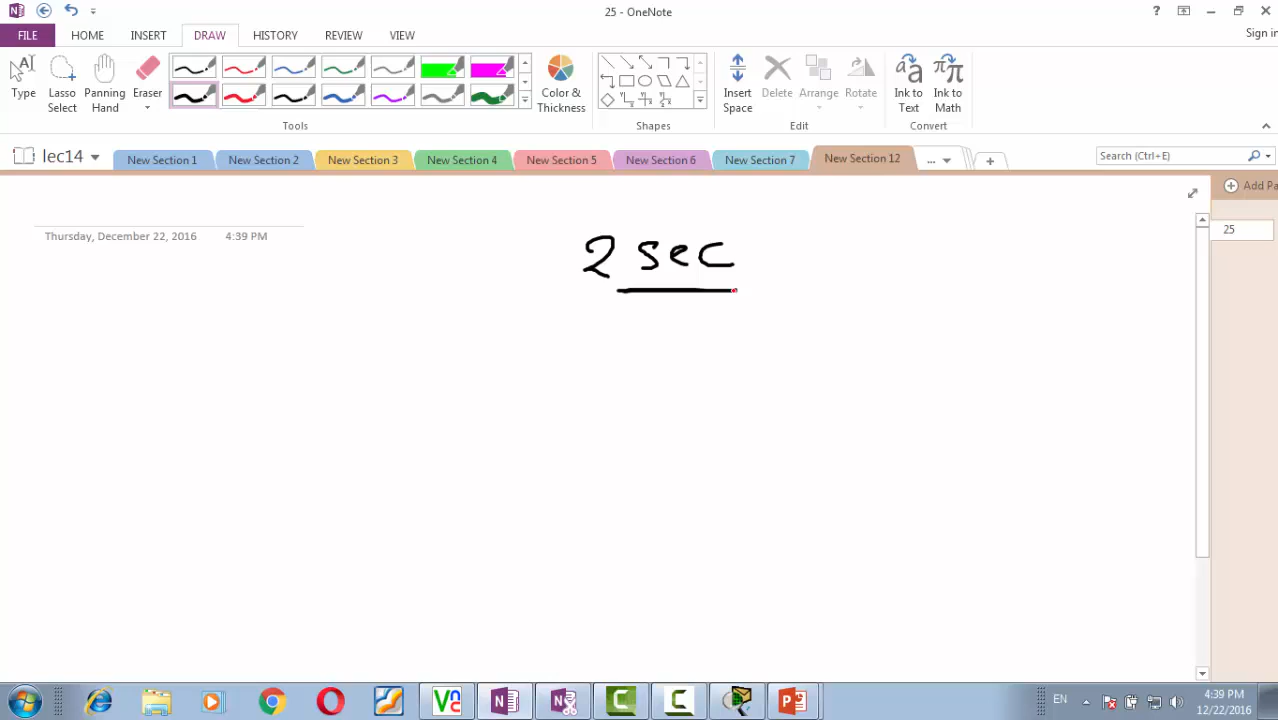 25 - OneNote
?
Sign in
FILE HOME INSERT DRAW HISTORY REVIEW VIEW
Type
Lasso Select
Panning Hand
Eraser
Color & Thickness
Insert Space
Delete
Arrange
Rotate
Ink to Text
Ink to Math
Tools
Shapes
Edit
Convert
lec14
New Section 1 New Section 2 New Section 3 New Section 4 New Section 5 New Section 6 New Section 7 New Section 12 ...
Search (Ctrl+E)
Add Pa
25
Thursday, December 22, 2016 4:39 PM
2 sec
EN
4:39 PM
12/22/2016